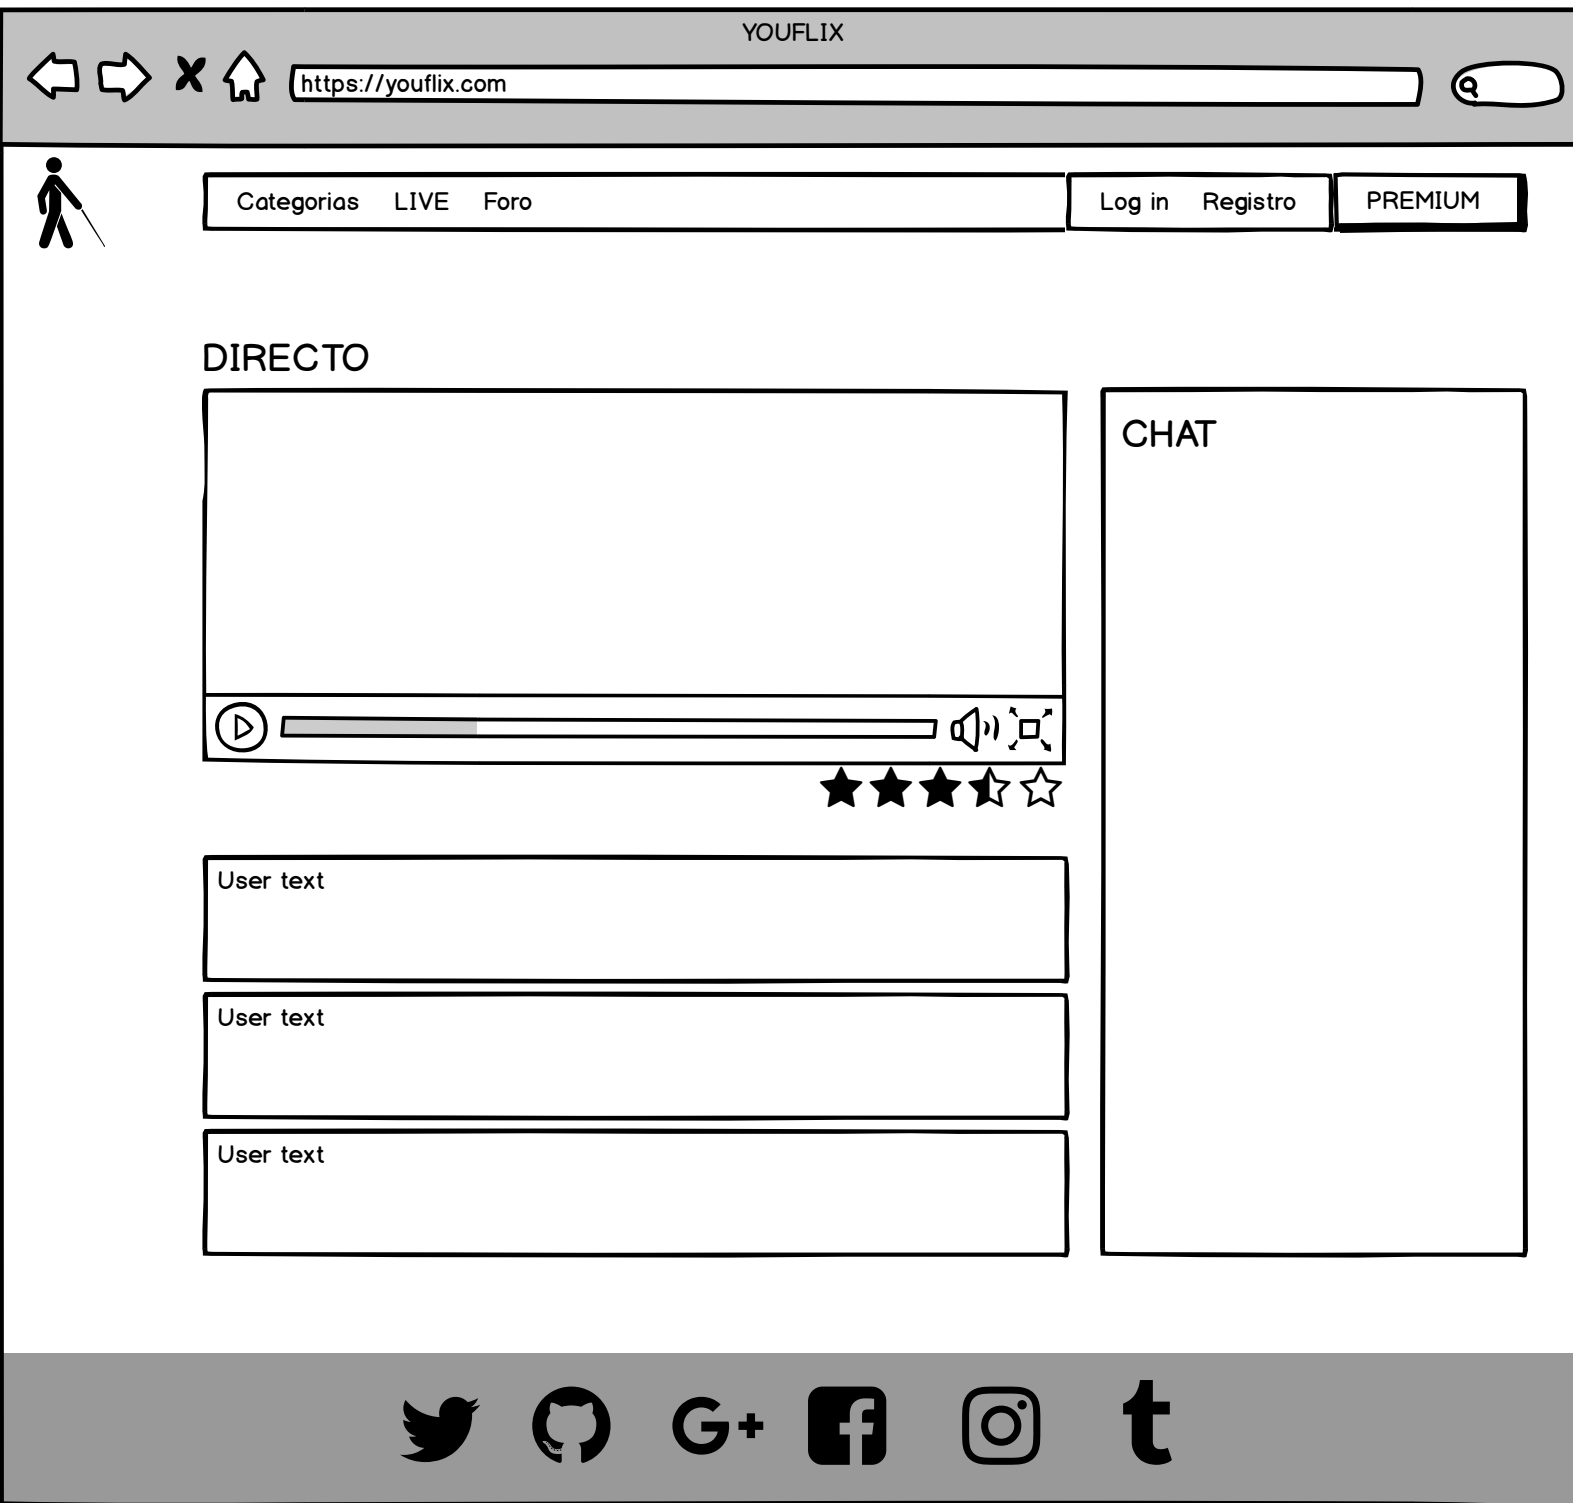 YOUFLIX
https://youflix.com
Categorias LIVE Foro Log in Registro PREMIUM
DIRECTO
CHAT
User text
User text
User text